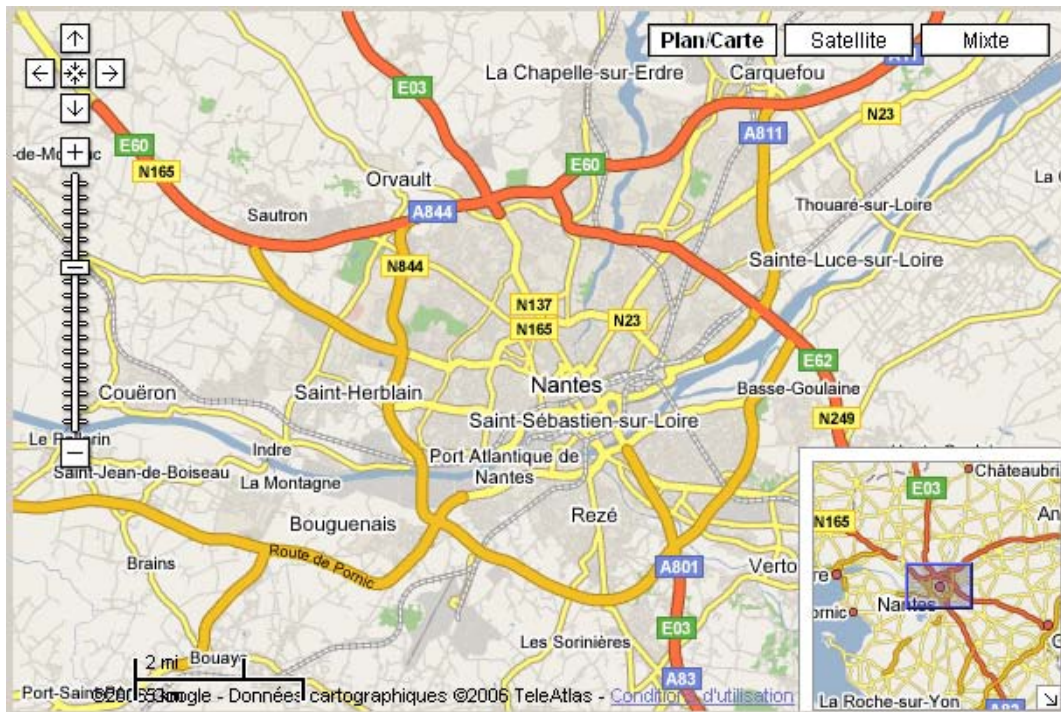 Plan/Carte
Satellite
Mixte
La Chapelle-sur-Erdre
Carquefou
E03
N23
A811
E60
N165
E60
Orvault
A844
Sautron
Thouaré-sur-Loire
N844
Sainte-Luce-sur-Loire
N137
N165
N23
E62
Nantes
Basse-Goulaine
Couëron
Saint-Herblain
Saint-Sébastien-sur-Loire
N249
Indre
Port Atlantique de
Nantes
Saint-Jean-de-Boiseau
La Montagne
Bouguenais
Rezé
Route de Pornic
Brains
A801
E03
Les Sorinières
A83
2 mi
Google - Données cartographiques ©2006 TeleAtlas - Conditions d'utilisation
E03
N165
Nantes
La Roche-sur-Yon